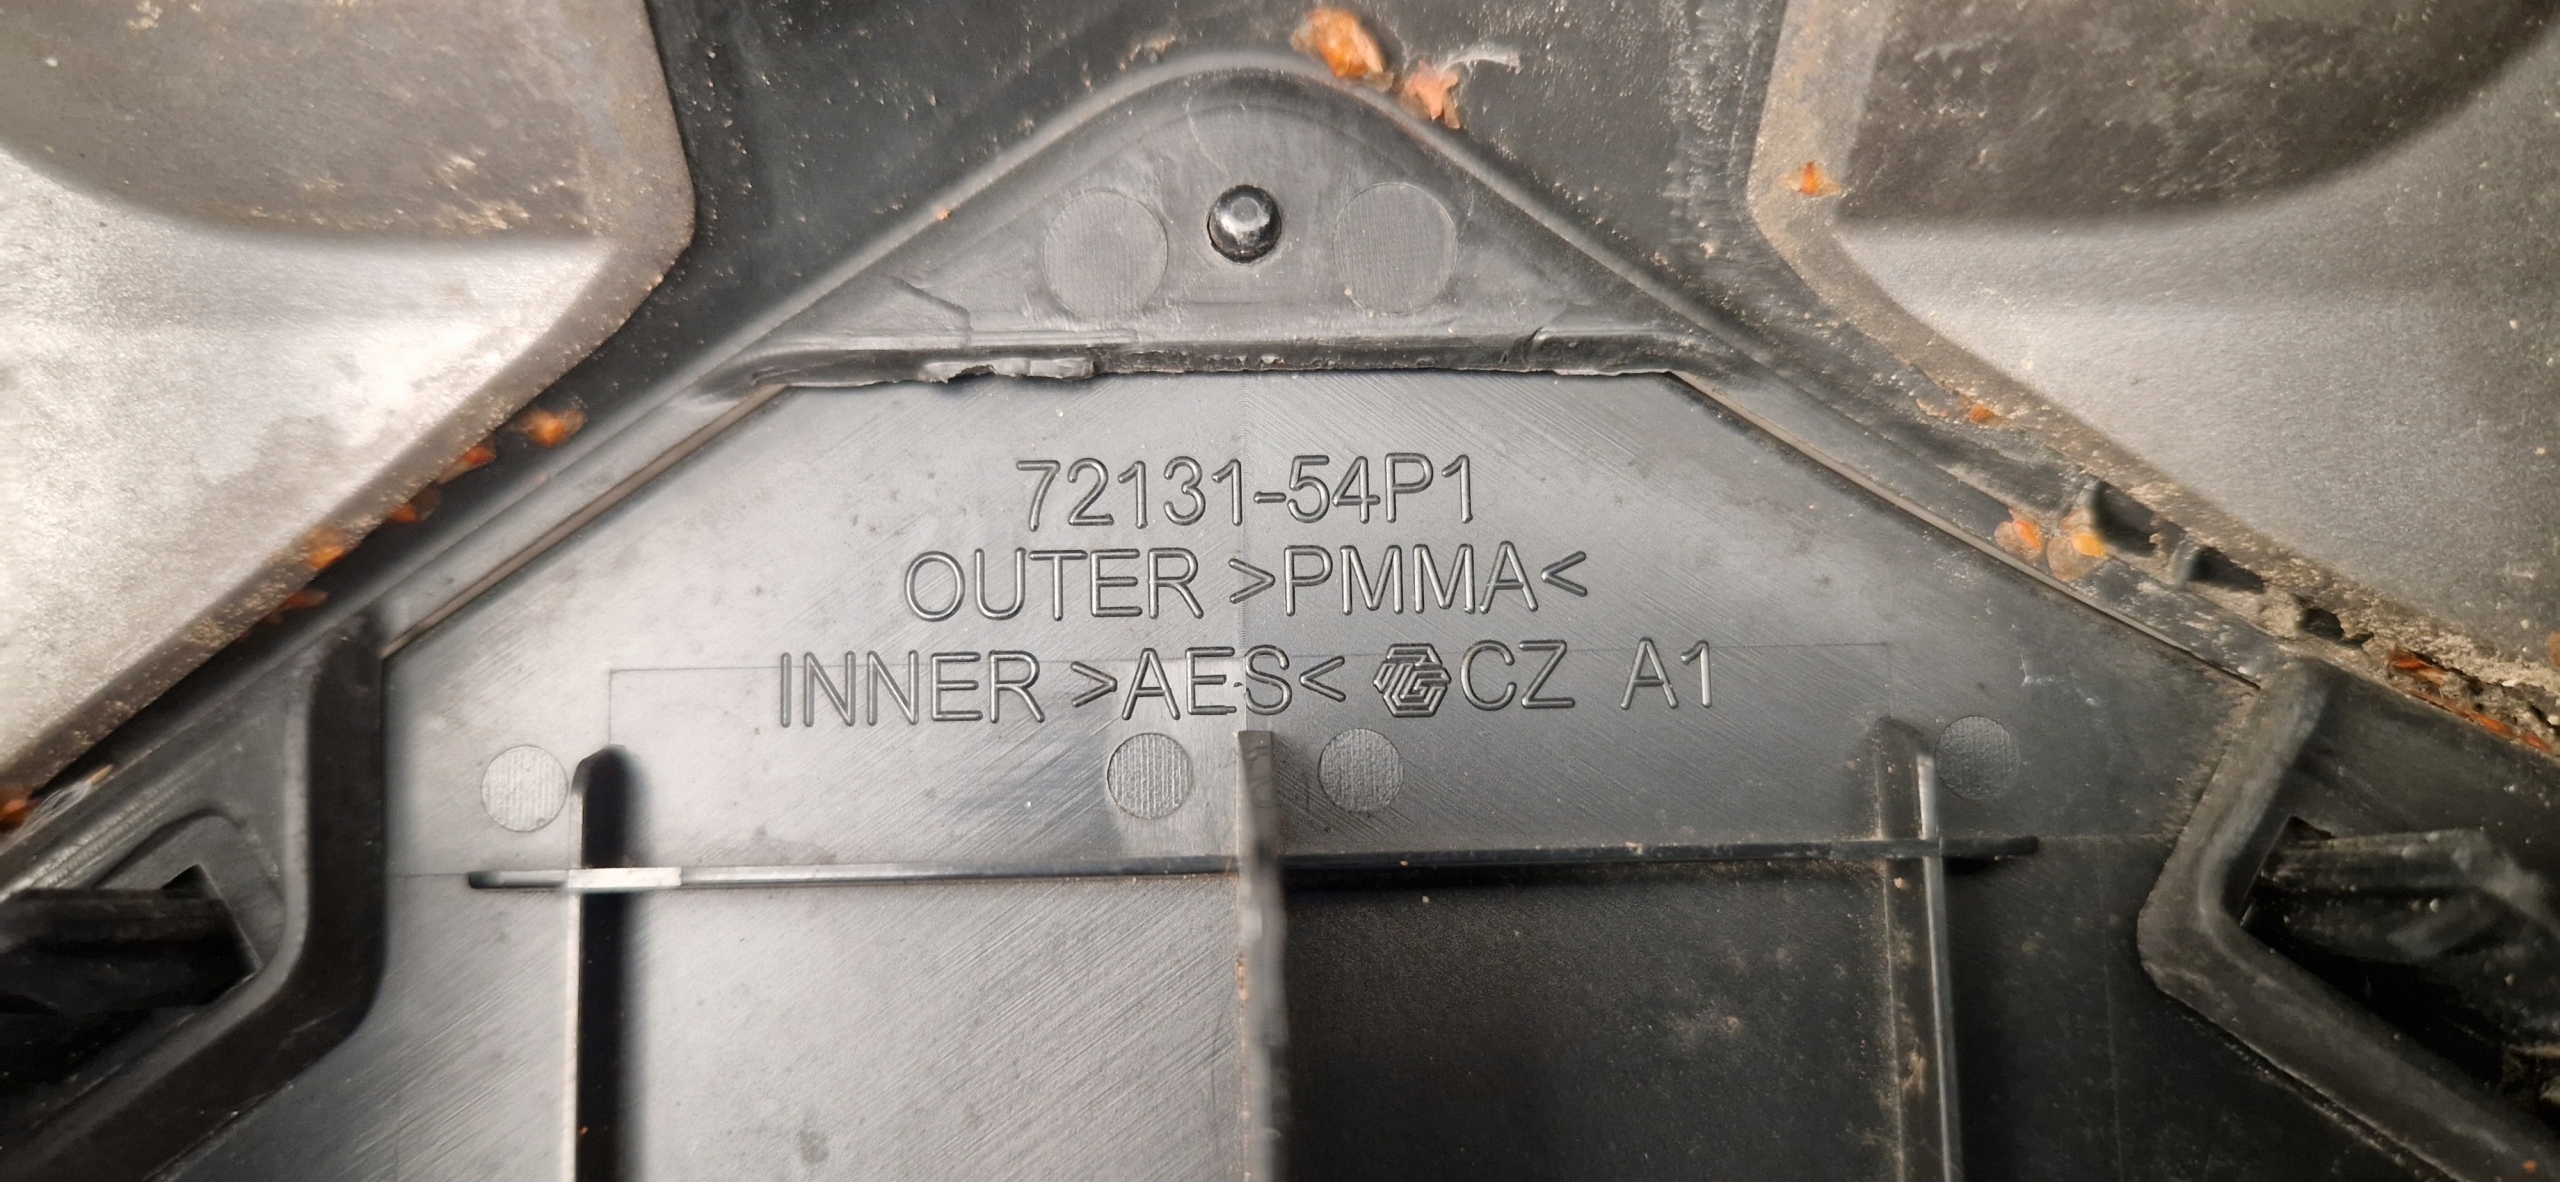 72131-54P1
OUTER >PMMA<
INNER >AES< CZ A1